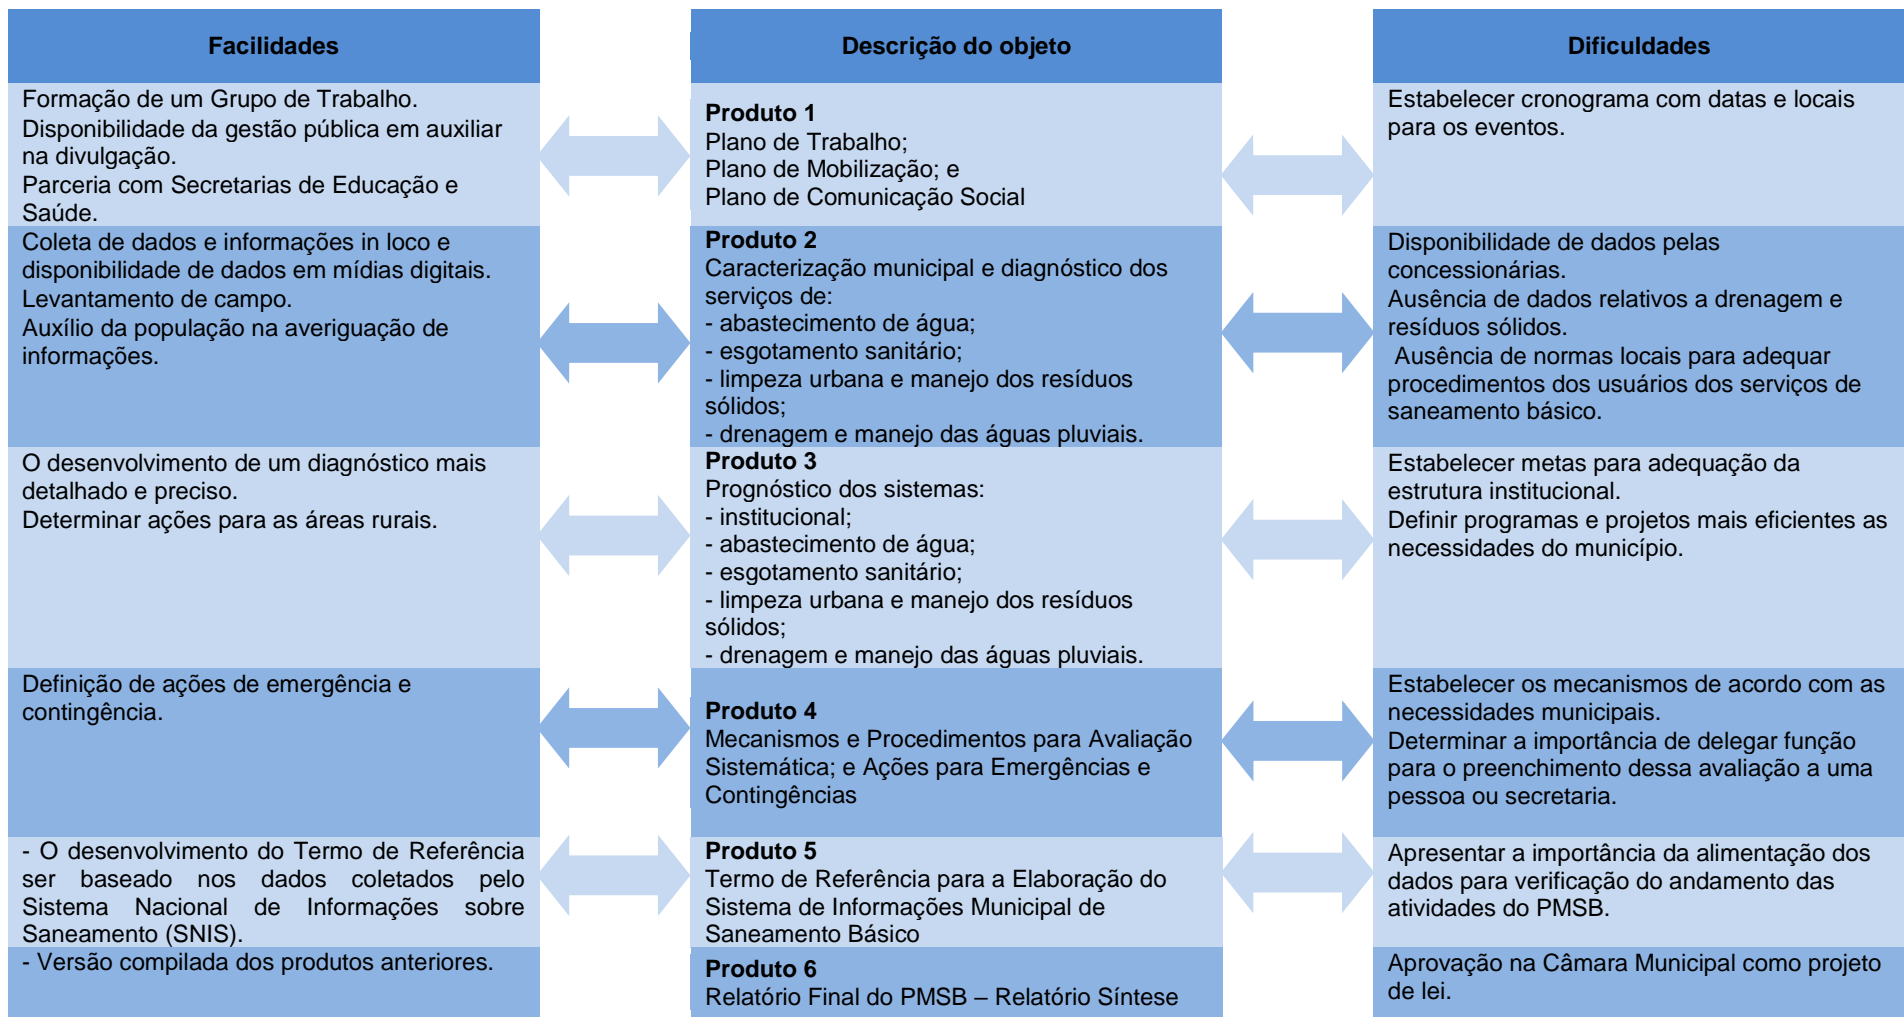 Facilidades
Descrição do objeto
Dificuldades
Formação de um Grupo de Trabalho.
Disponibilidade da gestão pública em auxiliar
na divulgação.
Parceria com Secretarias de Educação e
Saúde.
Produto 1
Plano de Trabalho;
Plano de Mobilização; e
Plano de Comunicação Social
Estabelecer cronograma com datas e locais
para os eventos.
Coleta de dados e informações in loco e
disponibilidade de dados em mídias digitais.
Levantamento de campo.
Auxílio da população na averiguação de
informações.
Produto 2
Caracterização municipal e diagnóstico dos
serviços de:
- abastecimento de água;
- esgotamento sanitário;
- limpeza urbana e manejo dos resíduos
sólidos;
- drenagem e manejo das águas pluviais.
Disponibilidade de dados pelas
concessionárias.
Ausência de dados relativos a drenagem e
resíduos sólidos.
Ausência de normas locais para adequar
procedimentos dos usuários dos serviços de
saneamento básico.
O desenvolvimento de um diagnóstico mais
detalhado e preciso.
Determinar ações para as áreas rurais.
Produto 3
Prognóstico dos sistemas:
- institucional;
- abastecimento de água;
- esgotamento sanitário;
- limpeza urbana e manejo dos resíduos
sólidos;
- drenagem e manejo das águas pluviais.
Estabelecer metas para adequação da
estrutura institucional.
Definir programas e projetos mais eficientes as
necessidades do município.
Definição de ações de emergência e
contingência.
Produto 4
Mecanismos e Procedimentos para Avaliação
Sistemática; e Ações para Emergências e
Contingências
Estabelecer os mecanismos de acordo com as
necessidades municipais.
Determinar a importância de delegar função
para o preenchimento dessa avaliação a uma
pessoa ou secretaria.
- O desenvolvimento do Termo de Referência
ser baseado nos dados coletados pelo
Sistema Nacional de Informações sobre
Saneamento (SNIS).
Produto 5
Termo de Referência para a Elaboração do
Sistema de Informações Municipal de
Saneamento Básico
Apresentar a importância da alimentação dos
dados para verificação do andamento das
atividades do PMSB.
- Versão compilada dos produtos anteriores.
Produto 6
Relatório Final do PMSB – Relatório Síntese
Aprovação na Câmara Municipal como projeto
de lei.